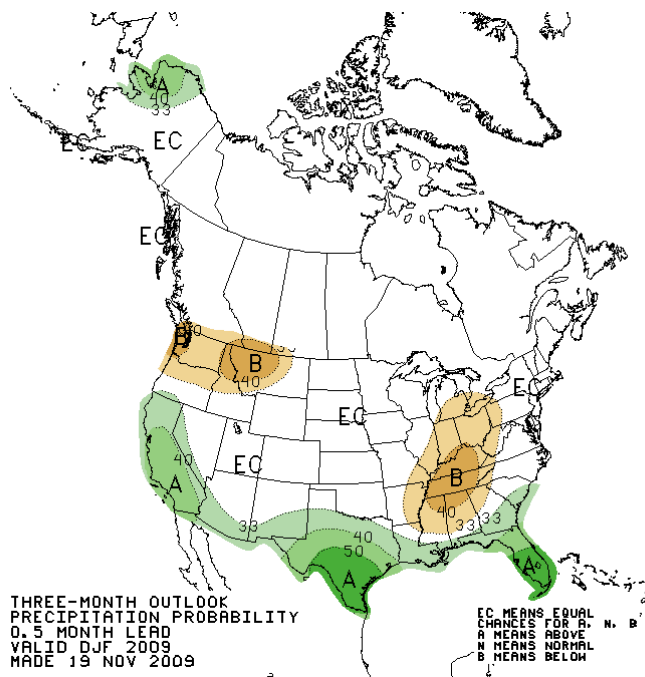 A
40
33
EC
EC
EC
B
40
B
40
EC
EC
EC
40
A
B
40
33
33
33
40
50
A
A
THREE-MONTH OUTLOOK
PRECIPITATION PROBABILITY
0.5 MONTH LEAD
VALID DJF 2009
MADE 19 NOV 2009
EC MEANS EQUAL
CHANCES FOR A, N, B
A MEANS ABOVE
N MEANS NORMAL
B MEANS BELOW